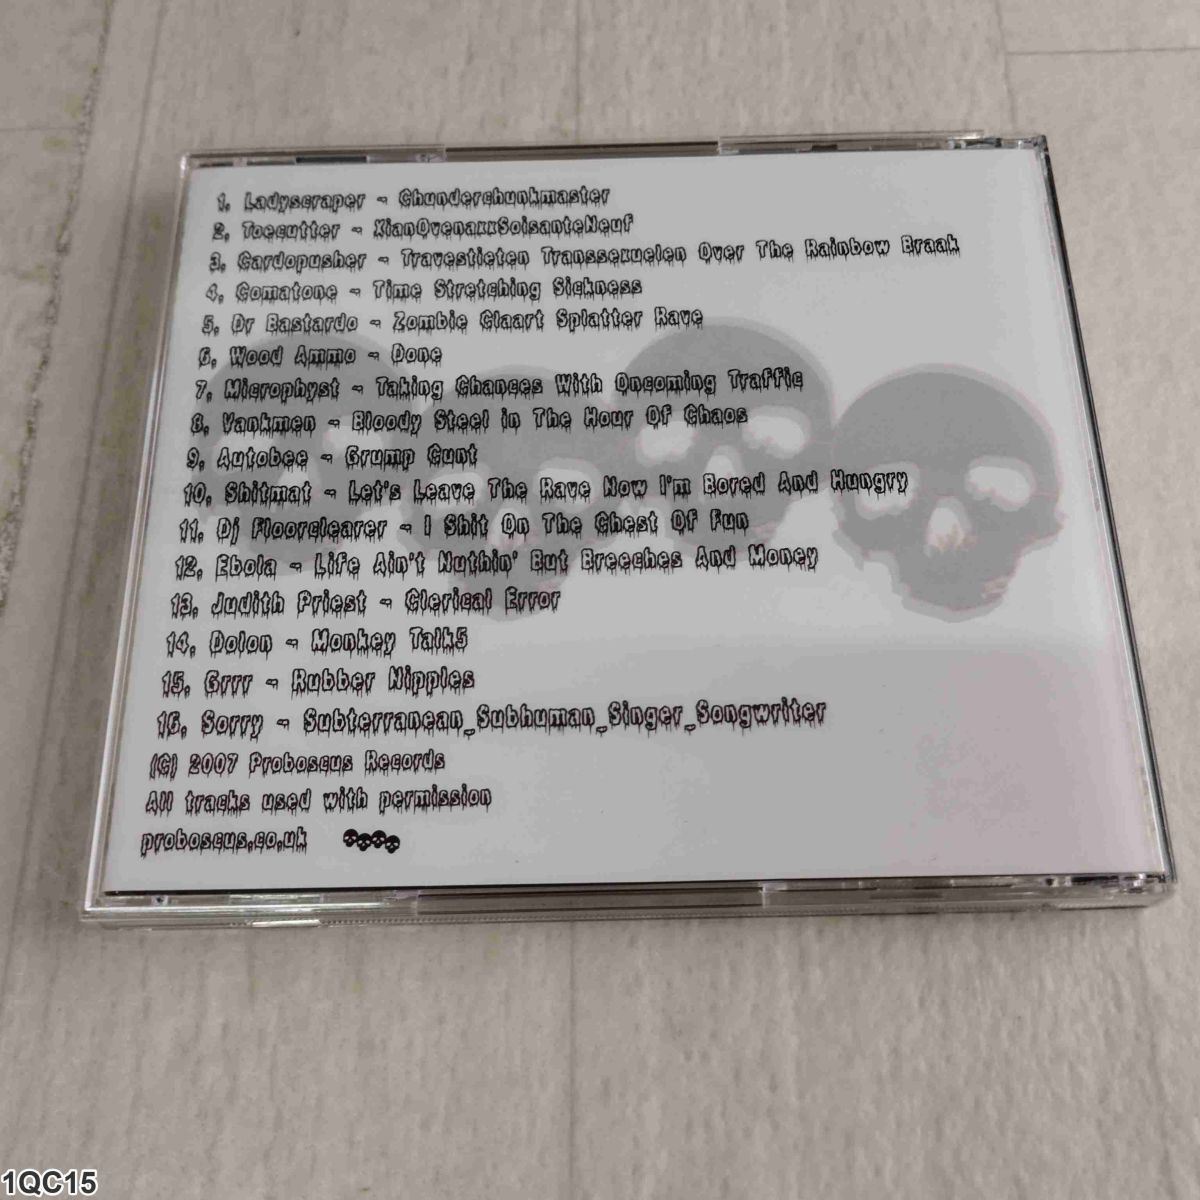 1. Ladyscraper - Chunderchunkmaster
2. Toecutter - XianQvenaxxSoisanteNeuf
3. Cardopusher - Travestieten Transsexuelen Over The Rainbow Braak
4. Comatone - Time Stretching Sickness
5. Dr Bastardo - Zombie Claart Splatter Rave
6. Wood Ammo - Done
7. Microphyst - Taking Chances With Oncoming Traffic
8. Vankmen - Bloody Steel in The Hour Of Chaos
9. Autobee - Grump Cunt
10. Shitmat - Let's Leave The Rave Now I'm Bored And Hungry
11. Dj Floorclearer - I Shit On The Chest Of Fun
12. Ebola - Life Ain't Nuthin' But Breeches And Money
13. Judith Priest - Clerical Error
14. Dolon - Monkey Talk5
15. Grrr - Rubber Nipples
16. Sorry - Subterranean_Subhuman_Singer_Songwriter
(C) 2007 Proboscus Records
All tracks used with permission
proboscus.co.uk
1QC15